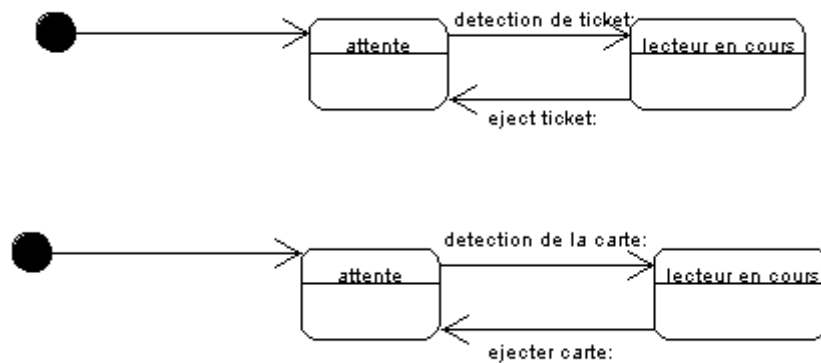 detection de ticket:
attente
lecteur en cours
eject ticket:
detection de la carte:
attente
lecteur en cours
ejecter carte: